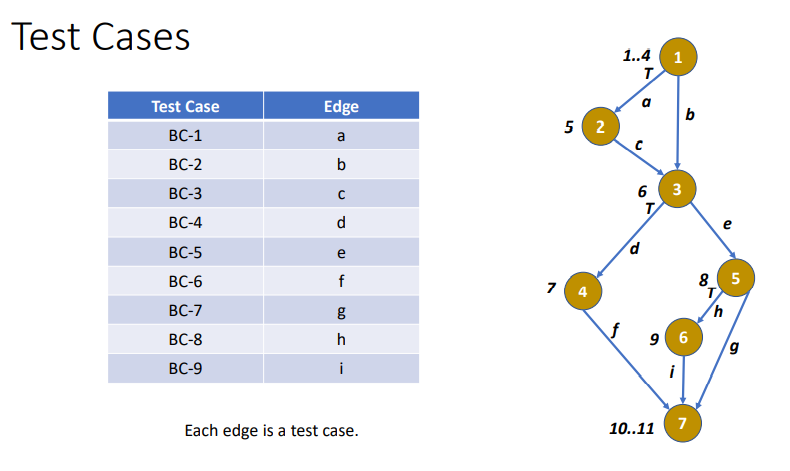 Test Cases
Test Case Edge
BC-1 a
BC-2 b
BC-3 c
BC-4 d
BC-5 e
BC-6 f
BC-7 g
BC-8 h
BC-9 i
Each edge is a test case.
1..4 1
T
a
b
5 2
c
6 3
T
e
d
8 5
7 4
T
h
f
9 6
g
i
10..11 7